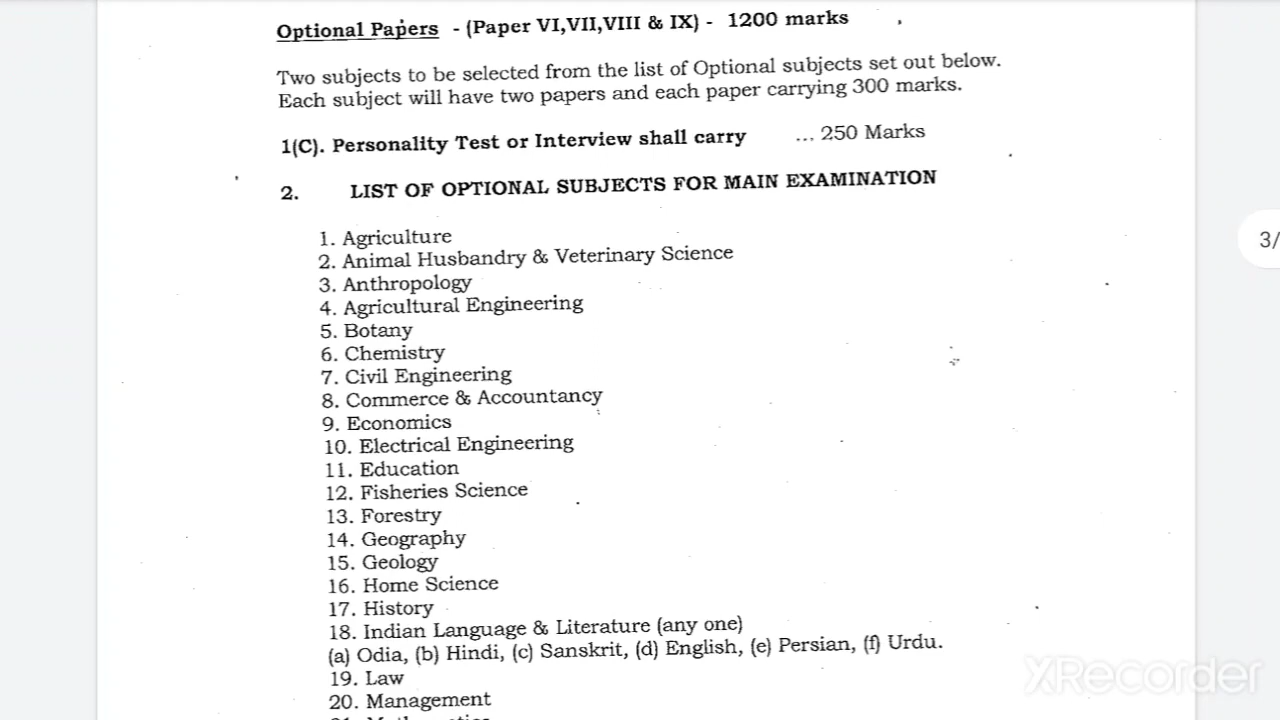 Optional Papers - (Paper VI,VII,VIII & IX) - 1200 marks
Two subjects to be selected from the list of Optional subjects set out below.
Each subject will have two papers and each paper carrying 300 marks.
1(C). Personality Test or Interview shall carry ... 250 Marks
2. LIST OF OPTIONAL SUBJECTS FOR MAIN EXAMINATION
1. Agriculture
2. Animal Husbandry & Veterinary Science
3/
3. Anthropology
4. Agricultural Engineering
5. Botany
6. Chemistry
7. Civil Engineering
8. Commerce & Accountancy
9. Economics
10. Electrical Engineering
11. Education
12. Fisheries Science
13. Forestry
14. Geography
15. Geology
16. Home Science
17. History
18. Indian Language & Literature (any one)
(a) Odia, (b) Hindi, (c) Sanskrit, (d) English, (e) Persian, (f) Urdu.
19. Law
20. Management
XRecorder